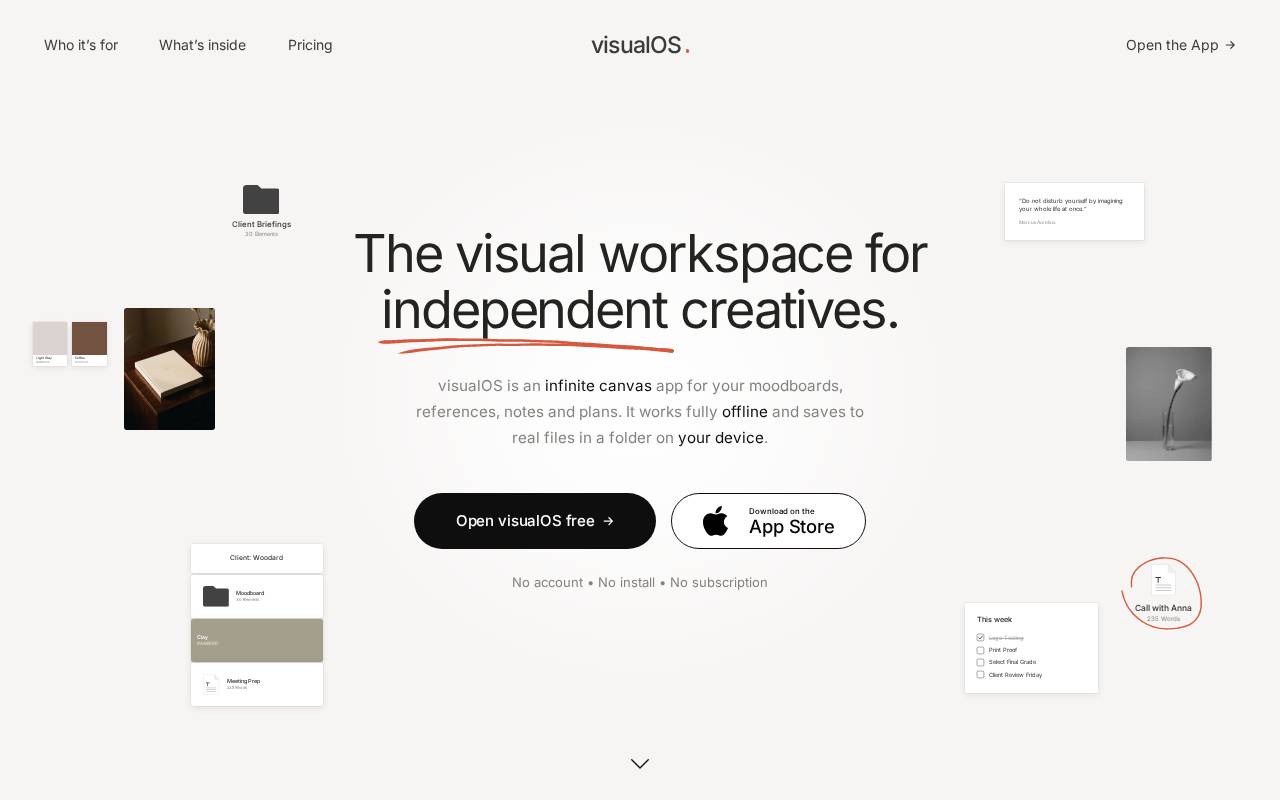 Who it’s for
What’s inside
Pricing
visualOS.
Open the App →
Client Briefings
30 Elements
"Do not disturb yourself by imagining
your whole life at once."
Marcus Aurelius
The visual workspace for
independent creatives.
Light Gray
Coffee
visualOS is an infinite canvas app for your moodboards,
references, notes and plans. It works fully offline and saves to
real files in a folder on your device.
Open visualOS free →
Download on the
App Store
No account • No install • No subscription
Client: Woodard
Moodboard
Clay
Meeting Prep
T
Call with Anna
235 Words
This week
Logo Tooling
Print Proof
Select Final Grade
Client Review Friday